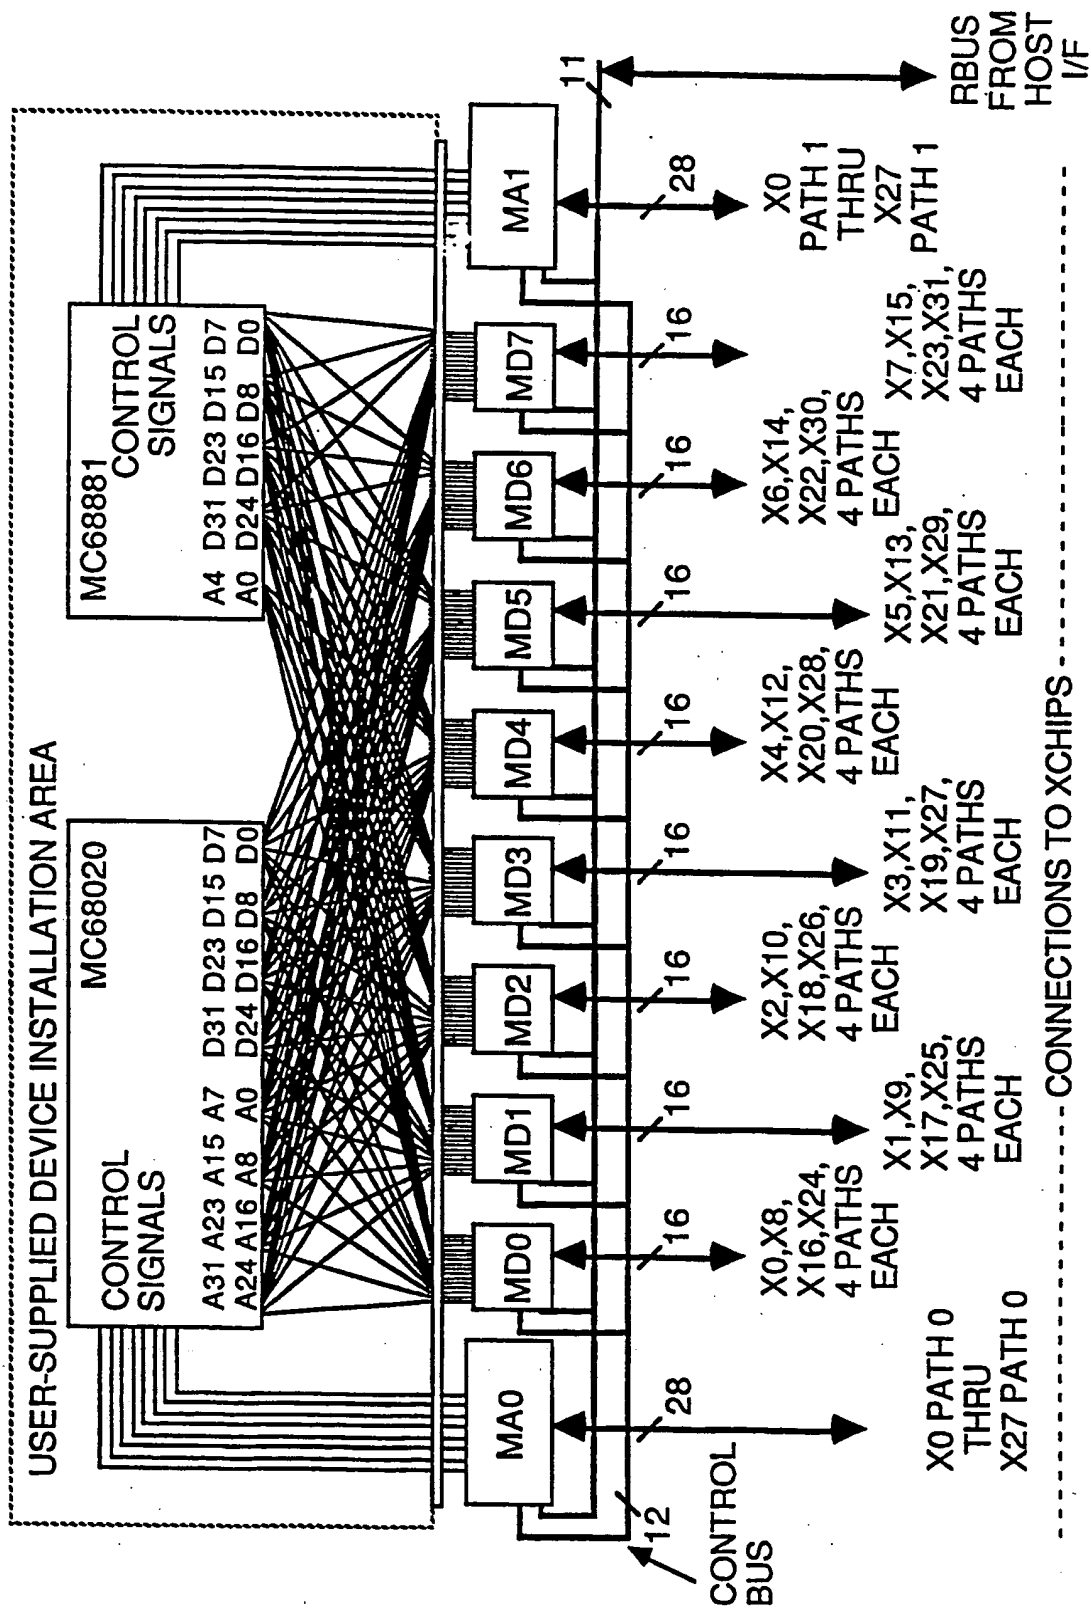 USER-SUPPLIED DEVICE INSTALLATION AREA
CONTROL
SIGNALS
MC68020
A31 A23 A15 A7 D31 D23 D15 D7
A24 A16 A8 A0 D24 D16 D8 D0
MC68881
CONTROL
SIGNALS
A4 D31 D23 D15 D7
A0 D24 D16 D8 D0
MA0
MD0
MD1
MD2
MD3
MD4
MD5
MD6
MD7
MA1
12
CONTROL
BUS
28
16
16
16
16
16
16
16
16
28
11
X0 PATH 0
THRU
X27 PATH 0
X0,X8,
X16,X24,
4 PATHS
EACH
X1,X9,
X17,X25,
4 PATHS
EACH
X2,X10,
X18,X26,
4 PATHS
EACH
X3,X11,
X19,X27,
4 PATHS
EACH
X4,X12,
X20,X28,
4 PATHS
EACH
X5,X13,
X21,X29,
4 PATHS
EACH
X6,X14,
X22,X30,
4 PATHS
EACH
X7,X15,
X23,X31,
4 PATHS
EACH
X0
PATH 1
THRU
X27
PATH 1
RBUS
FROM
HOST
I/F
CONNECTIONS TO XCHIPS